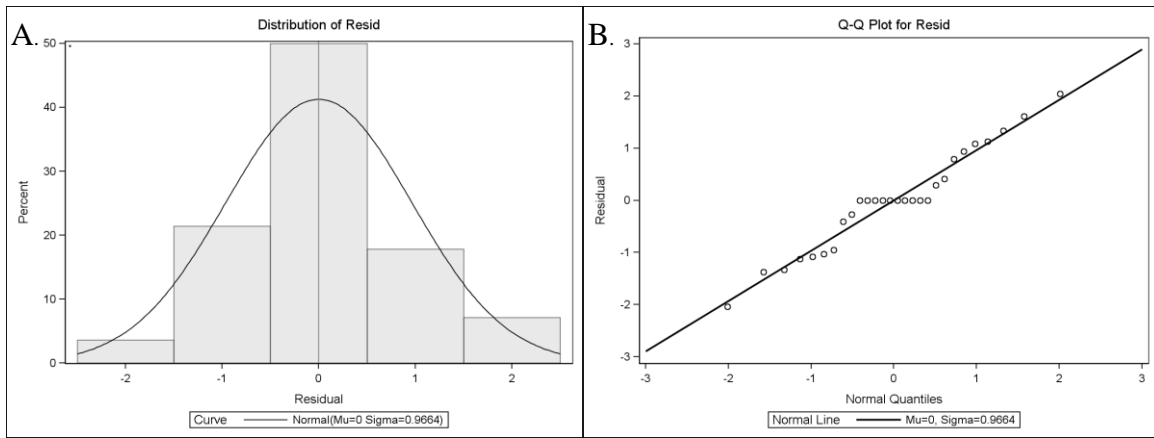 A.
Distribution of Resid
50
40
30
20
10
0
Percent
-2 -1 0 1 2
Residual
Curve Normal(Mu=0 Sigma=0.9664)
B.
Q-Q Plot for Resid
3
2
1
0
-1
-2
-3
Residual
-3 -2 -1 0 1 2 3
Normal Quantiles
Normal Line Mu=0, Sigma=0.9664